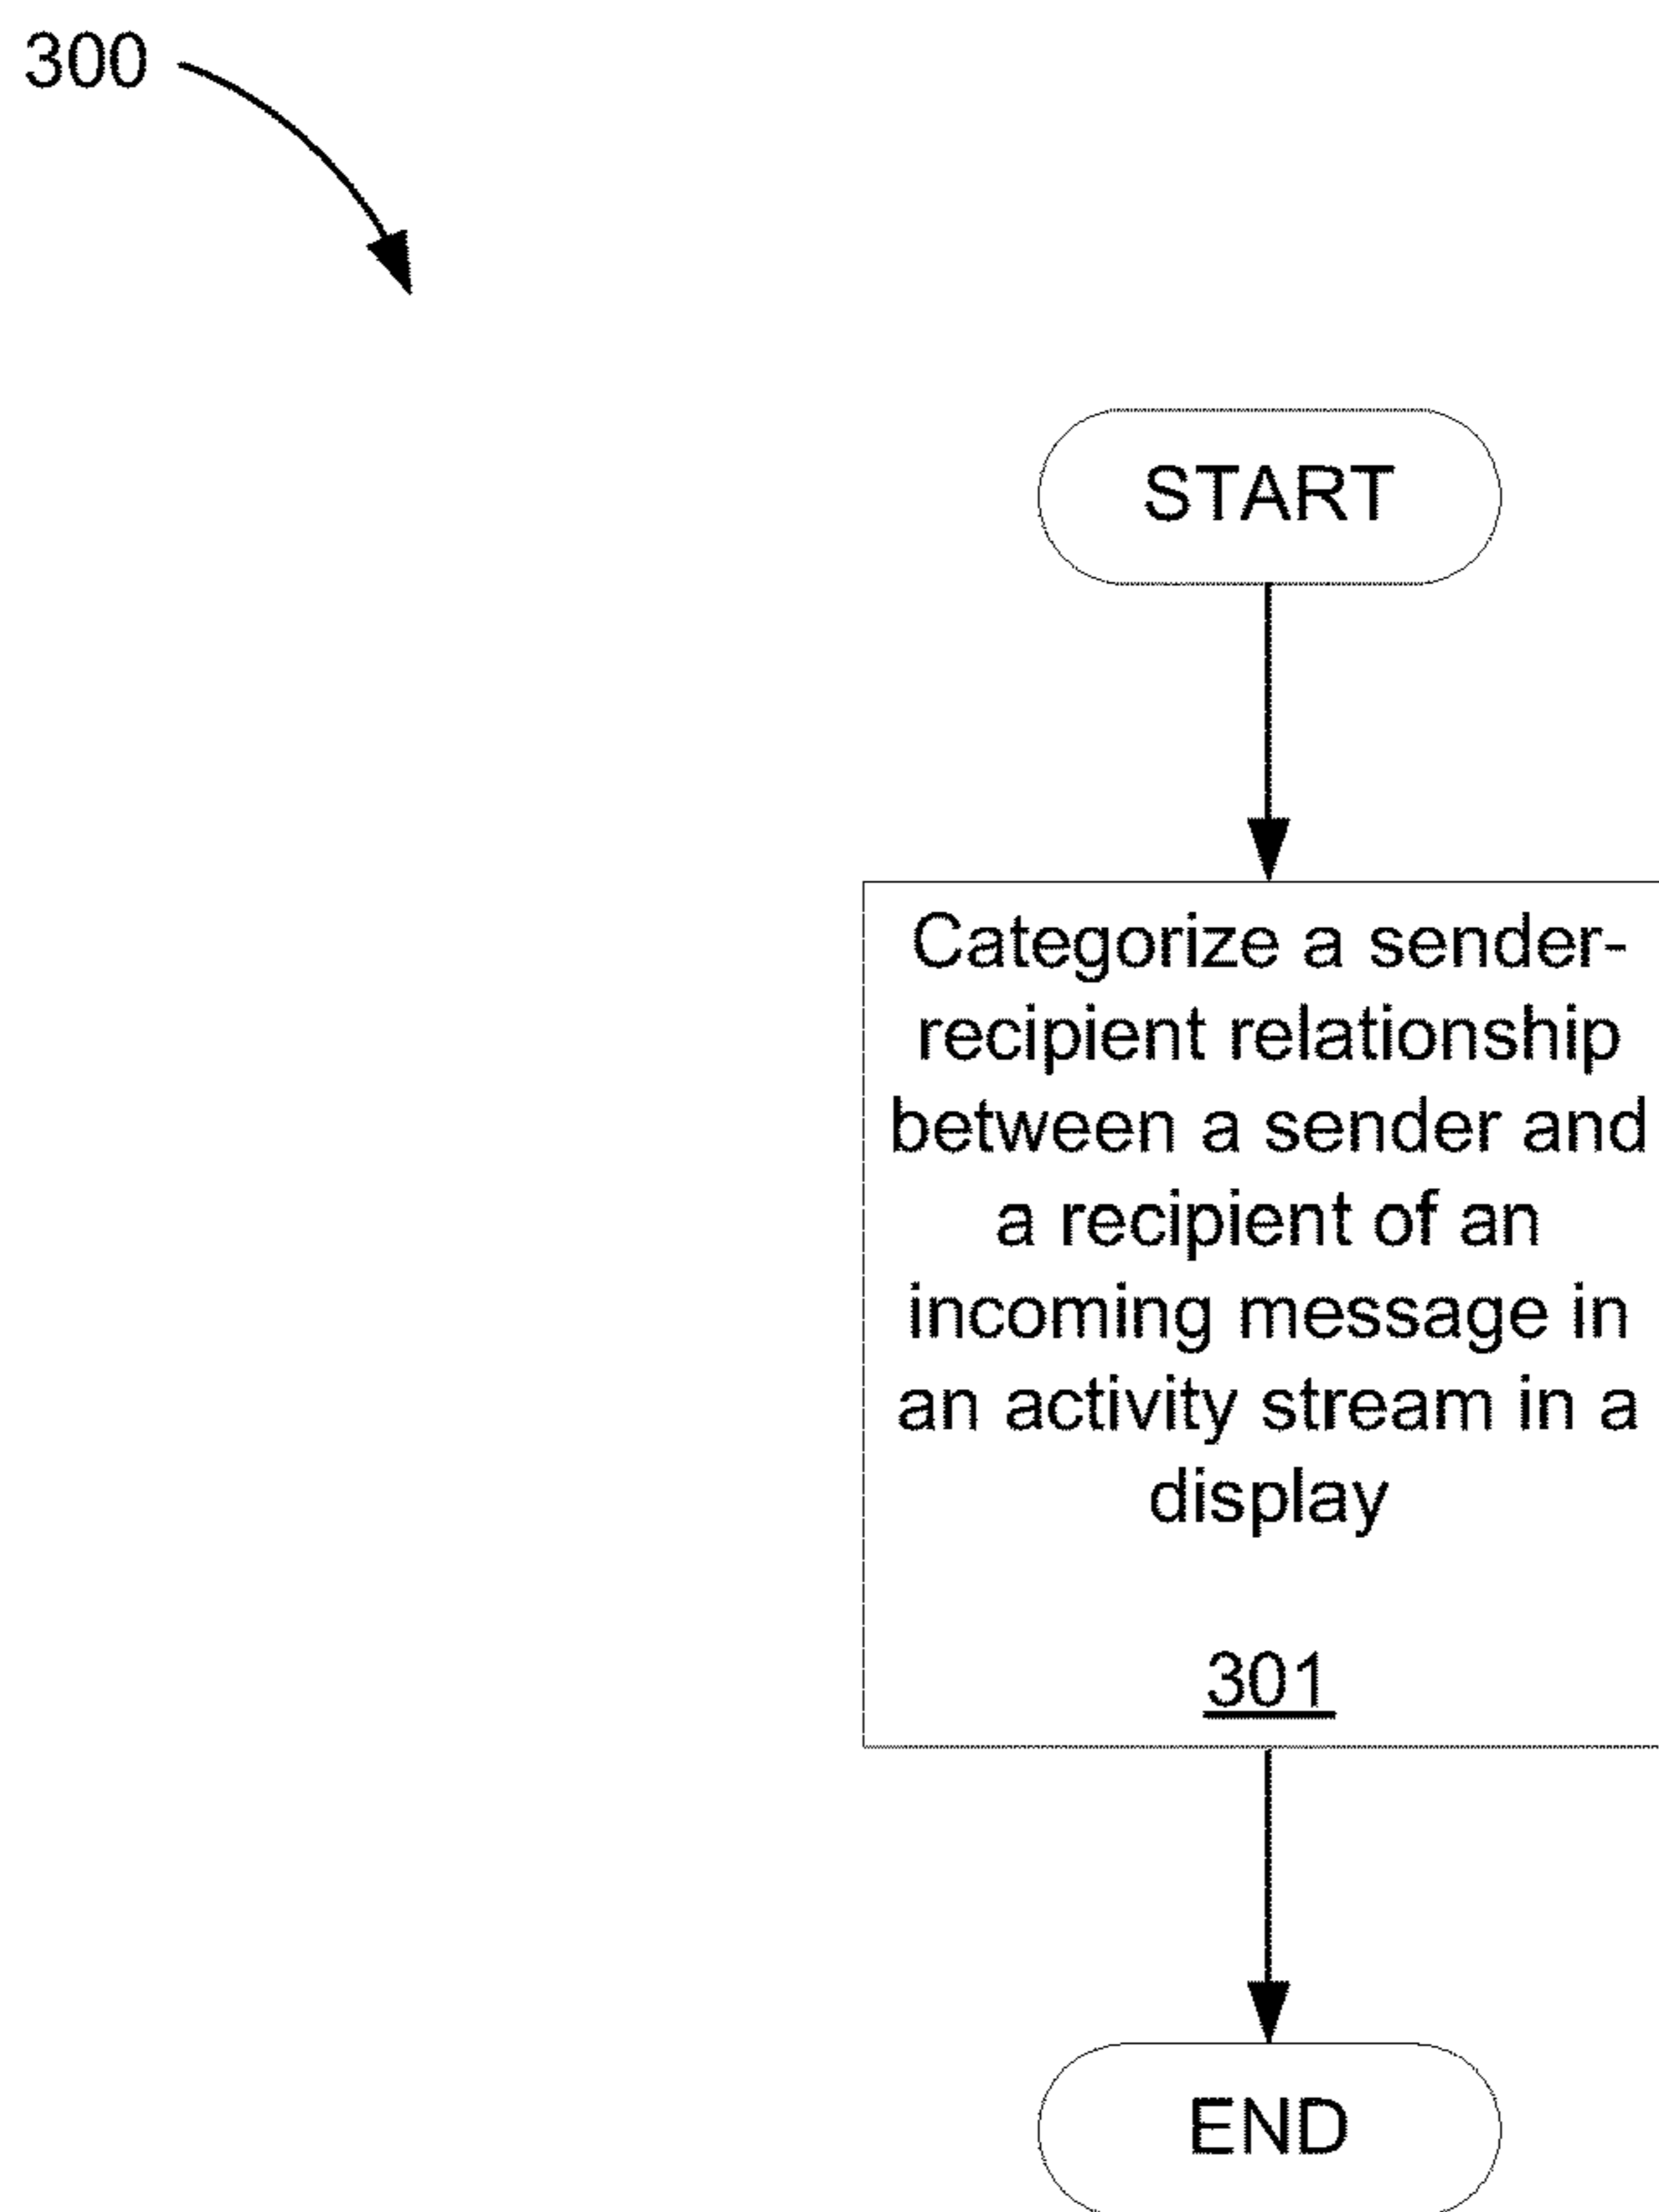 300
START
Categorize a sender-
recipient relationship
between a sender and
a recipient of an
incoming message in
an activity stream in a
display
301
END